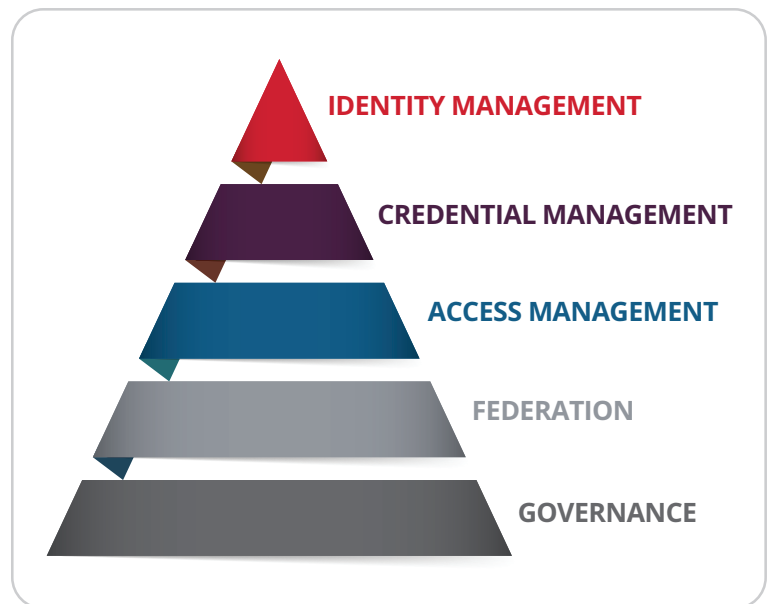 IDENTITY MANAGEMENT
CREDENTIAL MANAGEMENT
ACCESS MANAGEMENT
FEDERATION
GOVERNANCE